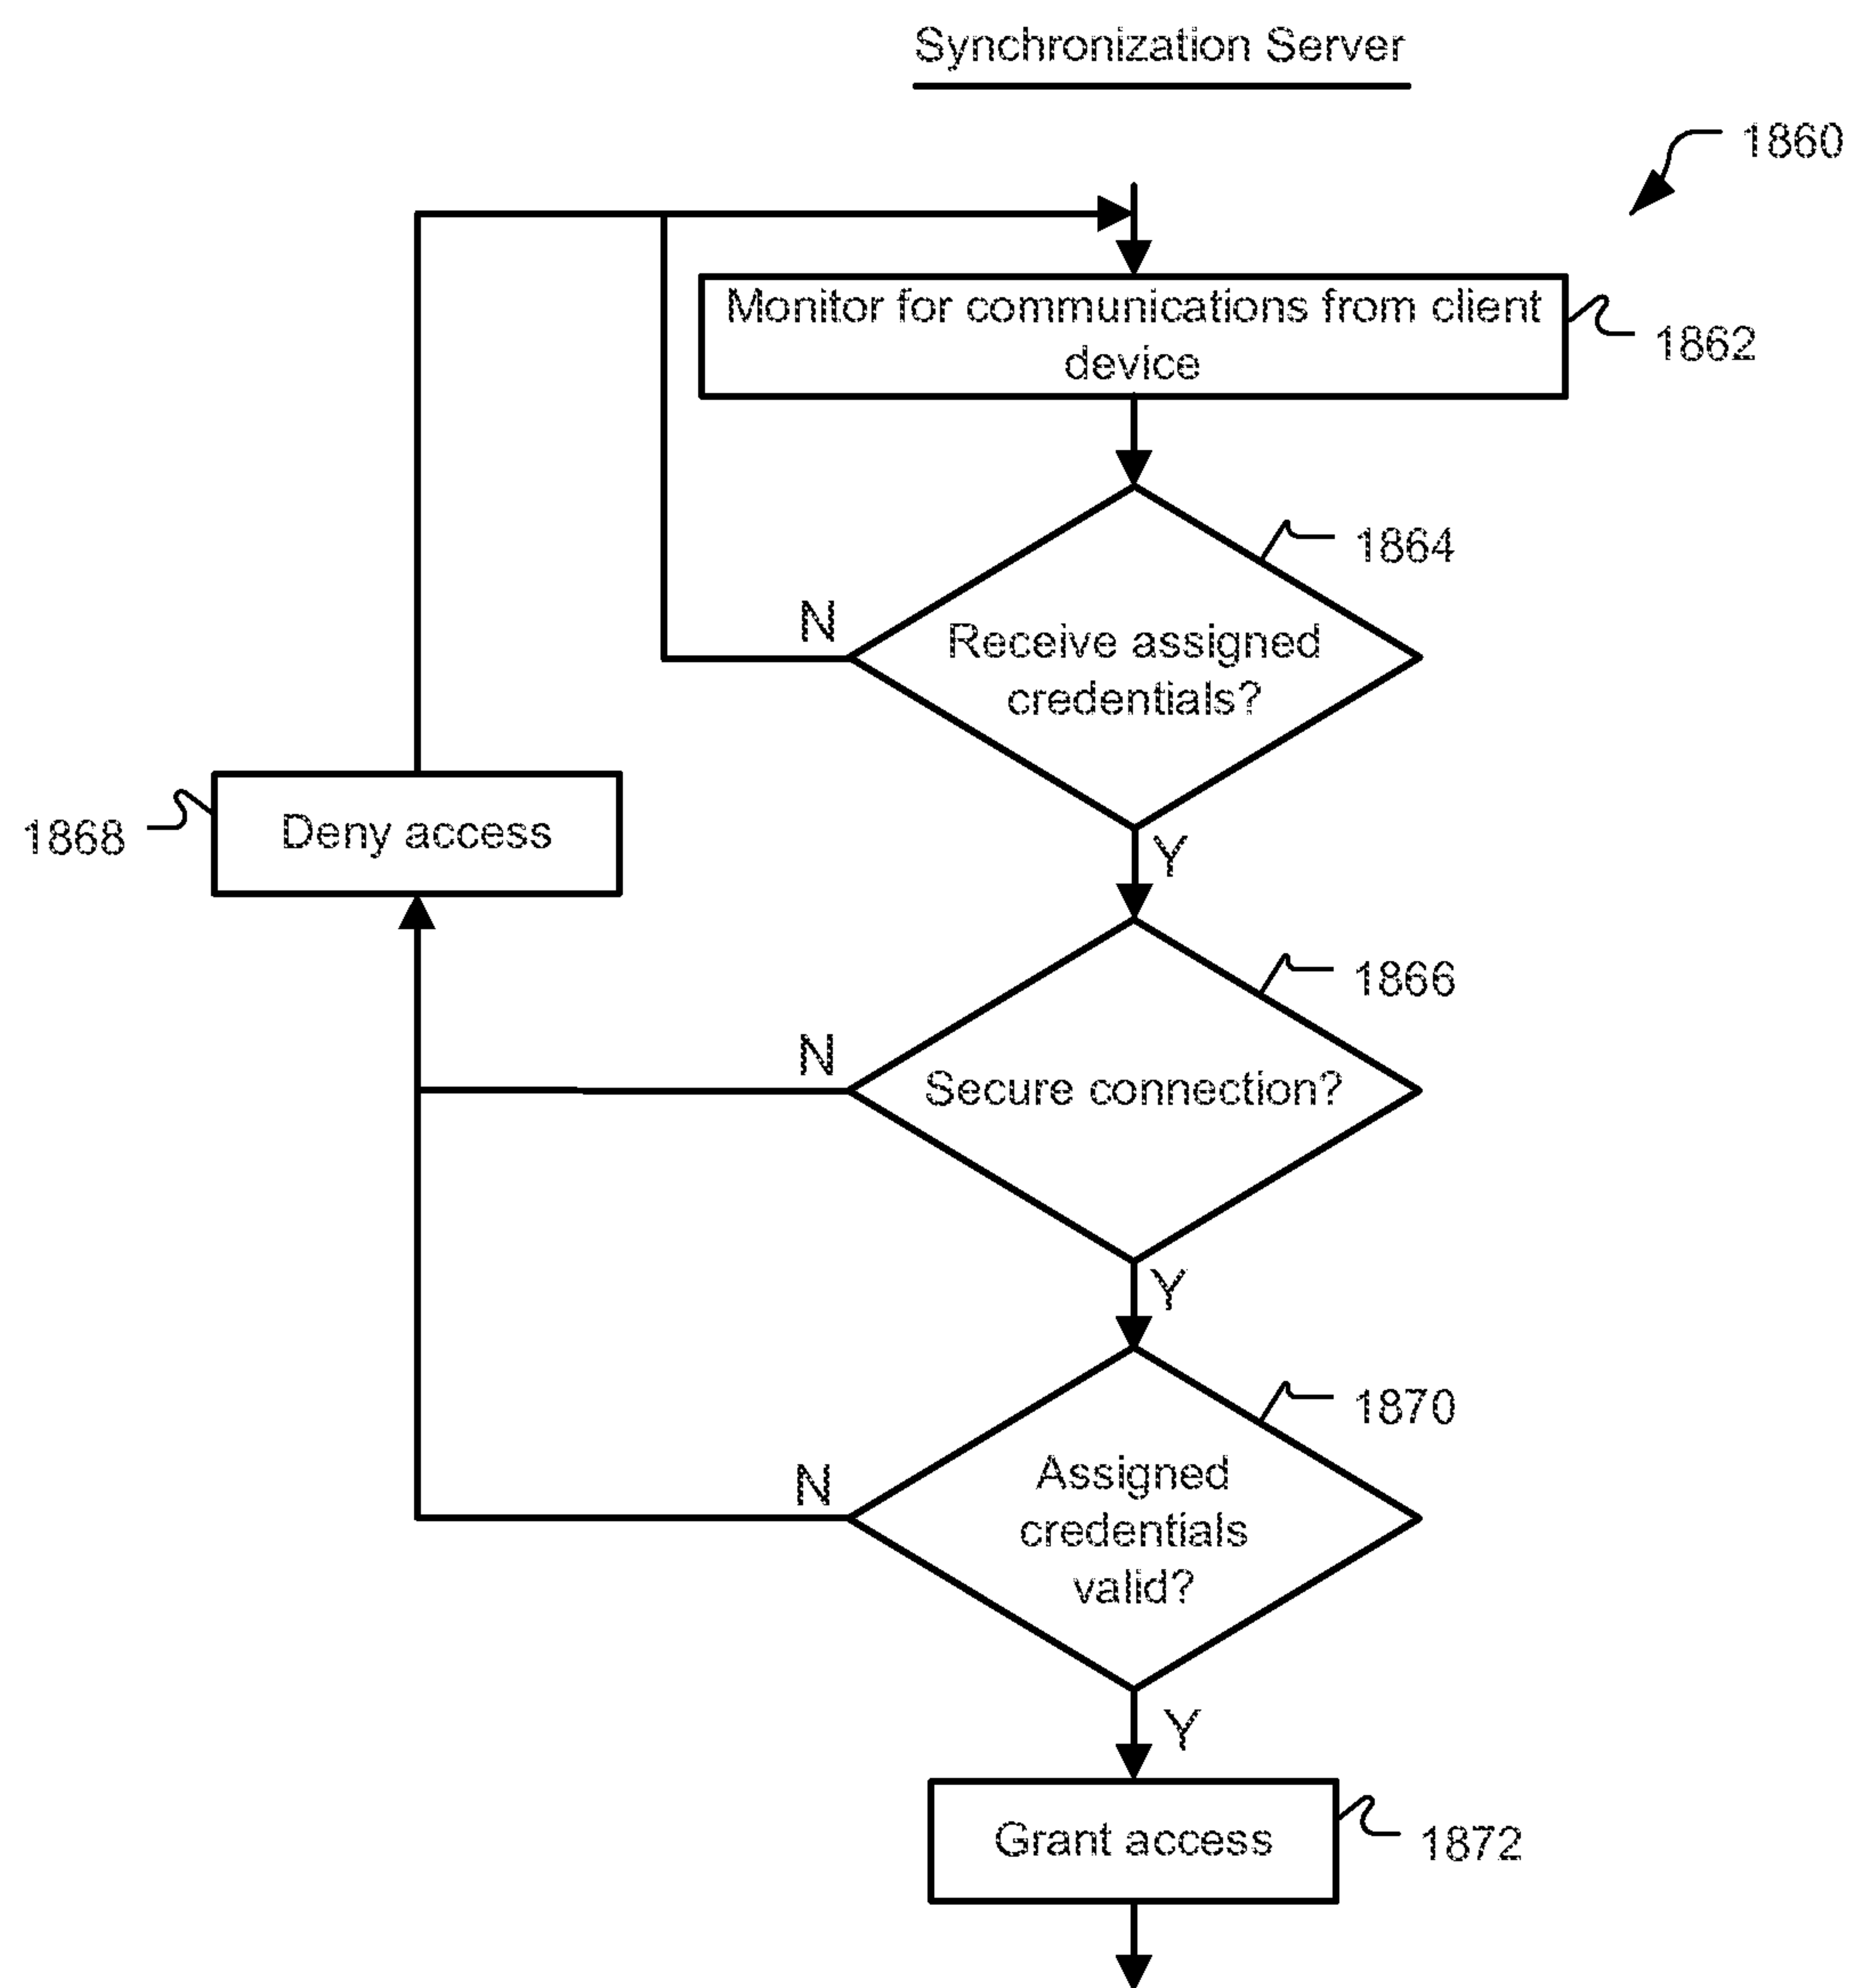 Synchronization Server
1860
Monitor for communications from client
device
1862
1864
N
Receive assigned
credentials?
1868
Deny access
Y
1866
N
Secure connection?
Y
1870
N
Assigned
credentials
valid?
Y
Grant access
1872